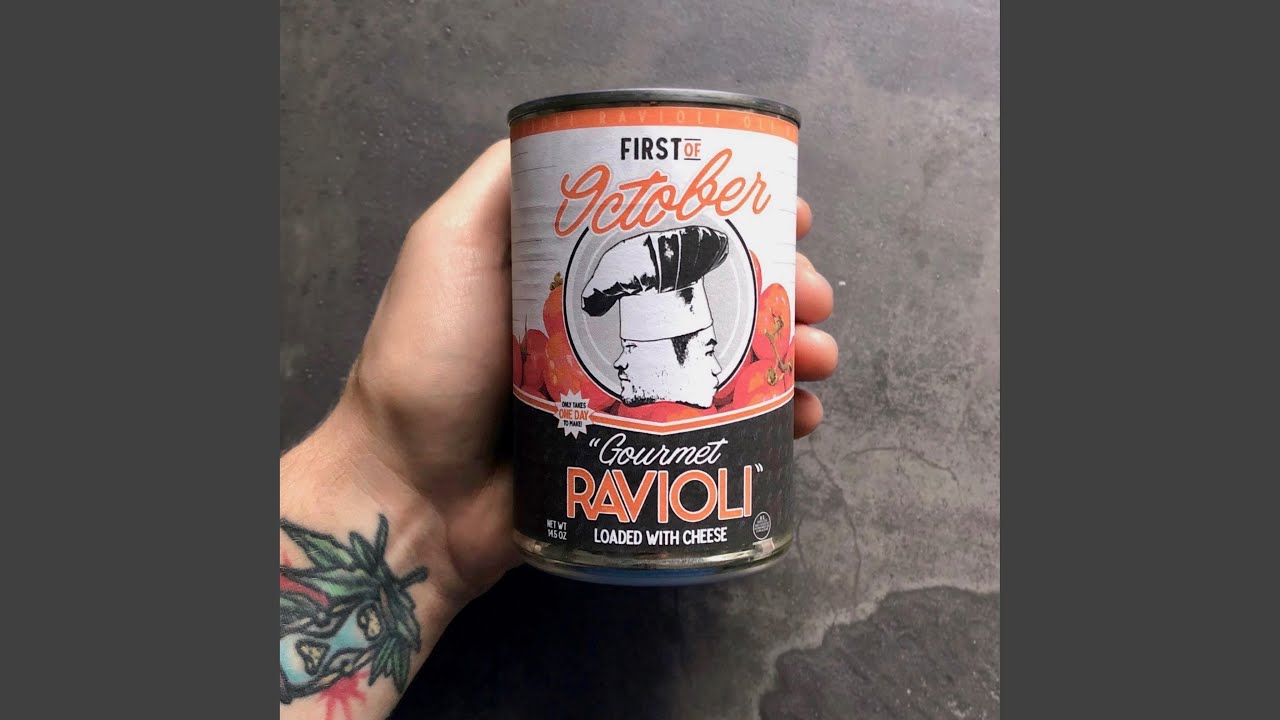 RAVIOLI
FIRST OF
October
ONLY TAKES
ONE DAY
TO MAKE!
"Gourmet
RAVIOLI"
NET WT
14.5 OZ
LOADED WITH CHEESE